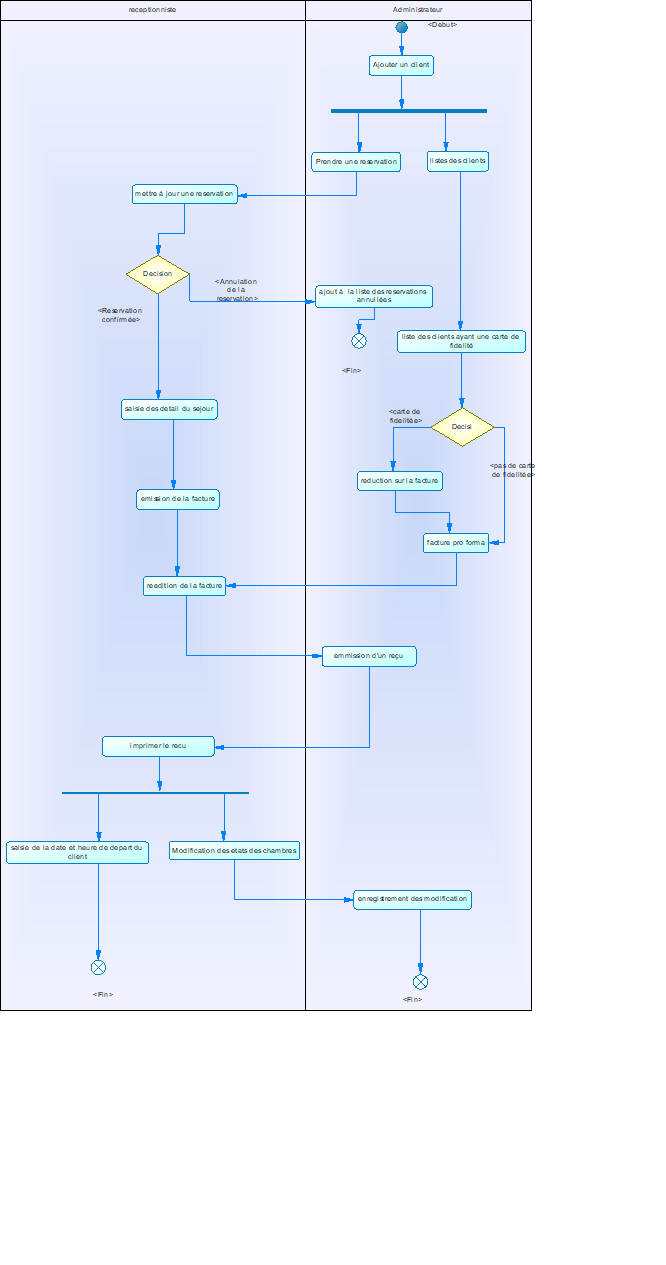 receptionniste
Administrateur
<Debut>
Ajouter un client
Prendre une reservation
listes des clients
mettre à jour une reservation
Decision
<Annulation
de la
reservation>
ajout à la liste des reservations
annullées
<Reservation
confirmée>
<Fin>
liste des clients ayant une carte de
fidelité
saisie des detail du sejour
<carte de
fidelitée>
Decisi
<pas de carte
de fidelitée>
reduction sur la facture
emission de la facture
facture pro forma
reedition de la facture
emmission d'un reçu
imprimer le recu
saisie de la date et heure de depart du
client
Modification des etats des chambres
enregistrement des modification
<Fin>
<Fin>